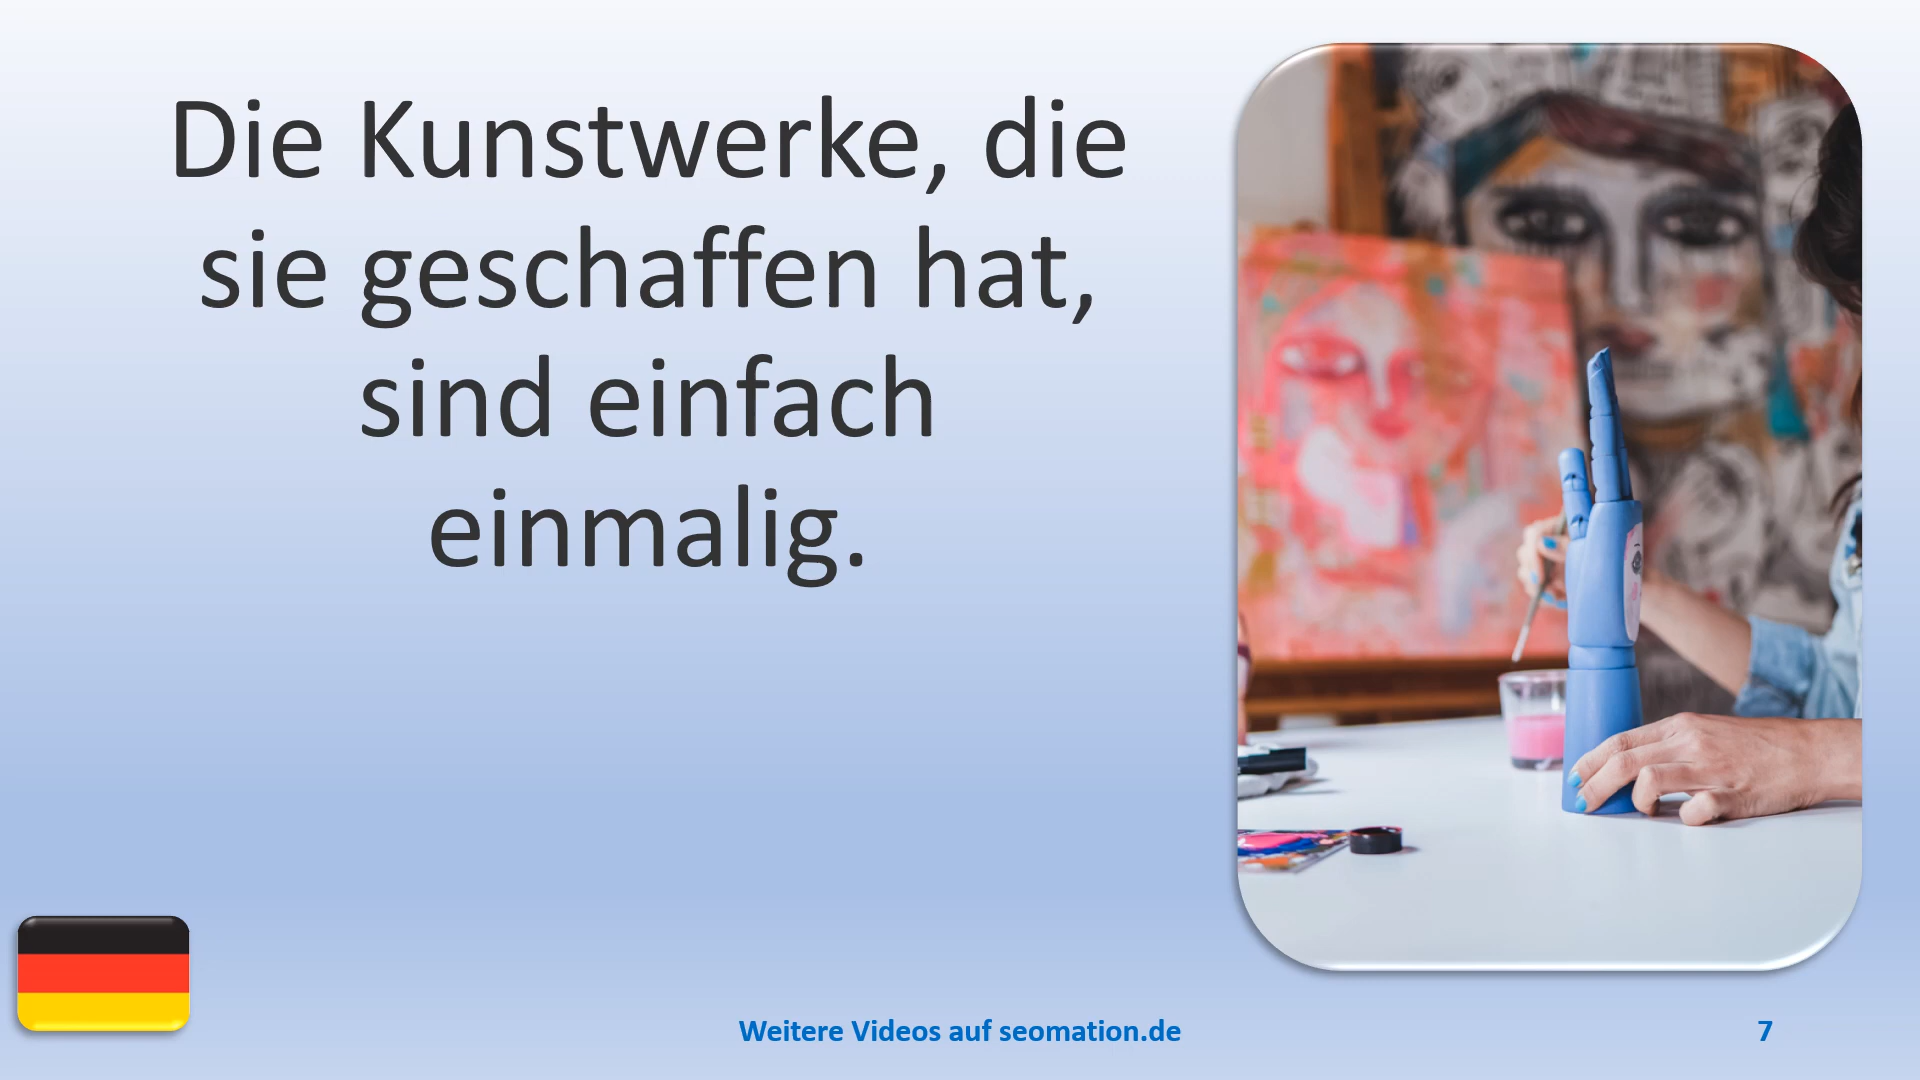 Die Kunstwerke, die
sie geschaffen hat,
sind einfach
einmalig.
Weitere Videos auf seomation.de
7